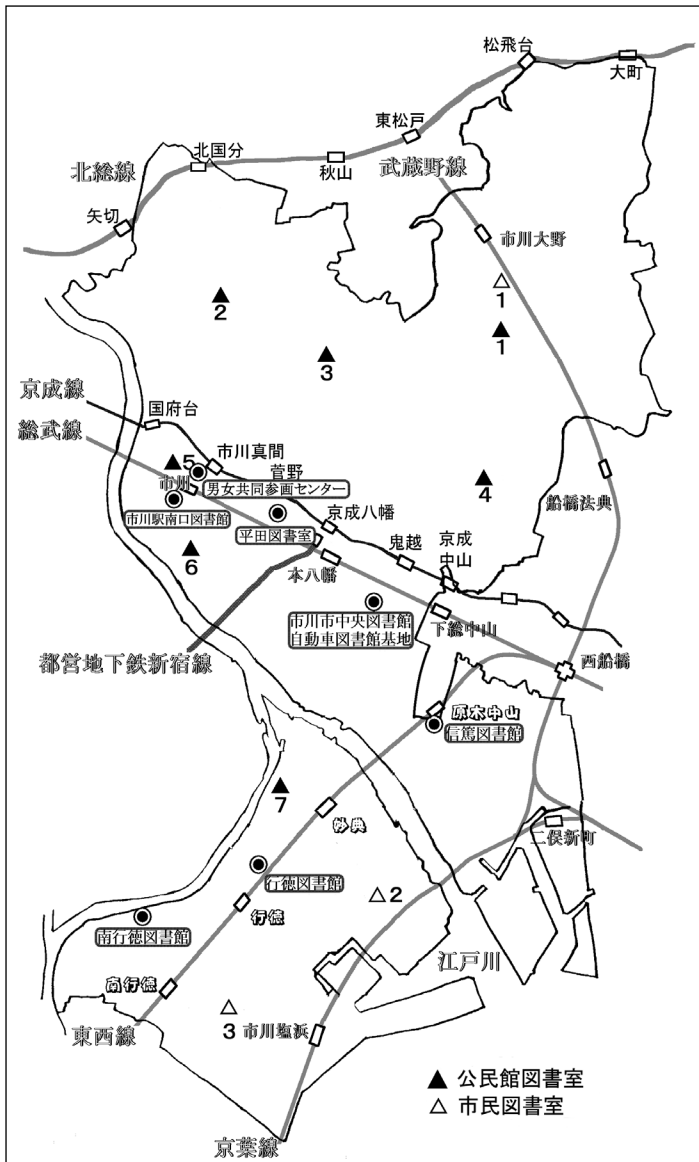 松飛台
大町
東松戸
北国分
北総線
秋山
武蔵野線
矢切
市川大野
1
2
1
3
京成線
国府台
総武線
市川真間
5
菅野
市川
男女共同参画センター
4
船橋法典
市川駅南口図書館
平田図書室
京成八幡
鬼越
京成
中山
6
本八幡
市川市中央図書館
自動車図書館基地
下総中山
都営地下鉄新宿線
西船橋
原木中山
信篤図書館
7
妙典
二俣新町
行徳図書館
2
行徳
南行徳図書館
江戸川
南行徳
3
市川塩浜
東西線
▲ 公民館図書室
△ 市民図書室
京葉線